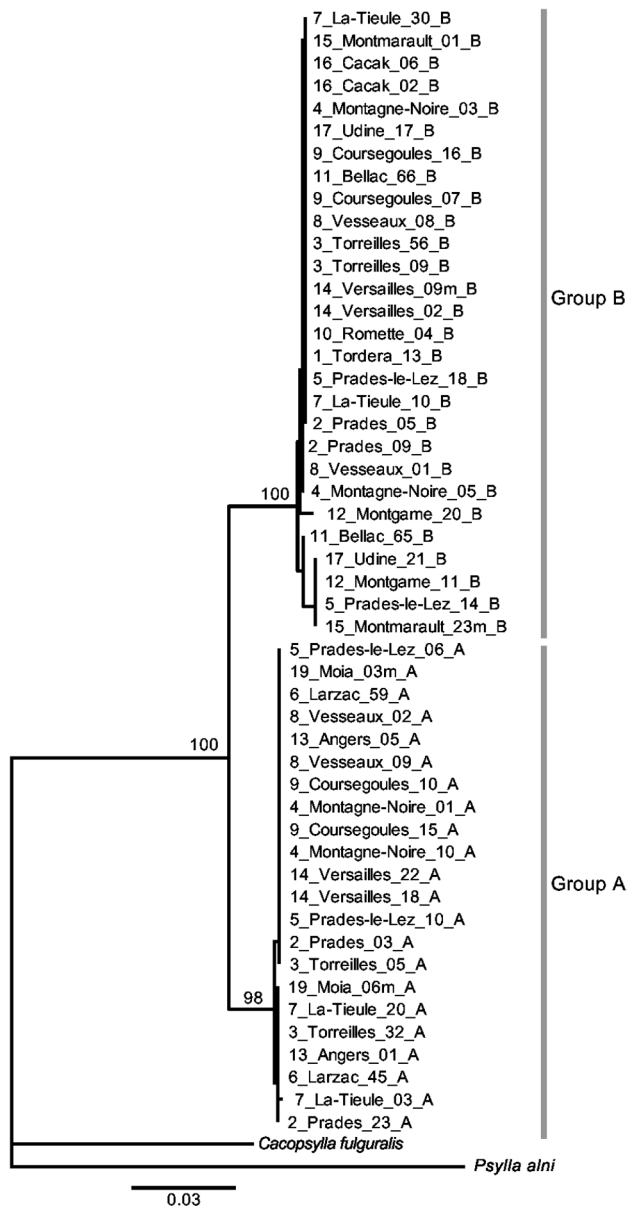 7_La-Tieule_30_B
15_Montmarault_01_B
16_Cacak_06_B
16_Cacak_02_B
4_Montagne-Noire_03_B
17_Udine_17_B
9_Coursegoules_16_B
11_Bellac_66_B
9_Coursegoules_07_B
8_Vesseaux_08_B
3_Torreilles_56_B
3_Torreilles_09_B
14_Versailles_09m_B
14_Versailles_02_B
10_Romette_04_B
1_Tordera_13_B
5_Prades-le-Lez_18_B
7_La-Tieule_10_B
2_Prades_05_B
2_Prades_09_B
8_Vesseaux_01_B
4_Montagne-Noire_05_B
12_Montgame_20_B
11_Bellac_65_B
17_Udine_21_B
12_Montgame_11_B
5_Prades-le-Lez_14_B
15_Montmarault_23m_B
Group B
100
5_Prades-le-Lez_06_A
19_Moia_03m_A
6_Larzac_59_A
8_Vesseaux_02_A
13_Angers_05_A
8_Vesseaux_09_A
9_Coursegoules_10_A
4_Montagne-Noire_01_A
9_Coursegoules_15_A
4_Montagne-Noire_10_A
14_Versailles_22_A
14_Versailles_18_A
5_Prades-le-Lez_10_A
2_Prades_03_A
3_Torreilles_05_A
19_Moia_06m_A
7_La-Tieule_20_A
3_Torreilles_32_A
13_Angers_01_A
6_Larzac_45_A
7_La-Tieule_03_A
2_Prades_23_A
Group A
100
98
Cacopsylla fulguralis
Psylla alni
0.03